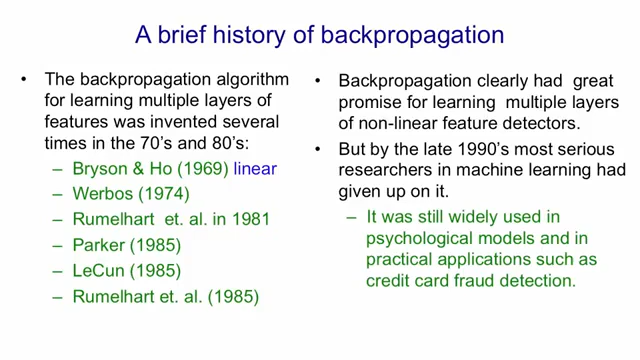 A brief history of backpropagation
• The backpropagation algorithm
for learning multiple layers of
features was invented several
times in the 70's and 80's:
– Bryson & Ho (1969) linear
– Werbos (1974)
– Rumelhart et. al. in 1981
– Parker (1985)
– LeCun (1985)
– Rumelhart et. al. (1985)
• Backpropagation clearly had great
promise for learning multiple layers
of non-linear feature detectors.
• But by the late 1990's most serious
researchers in machine learning had
given up on it.
– It was still widely used in
psychological models and in
practical applications such as
credit card fraud detection.